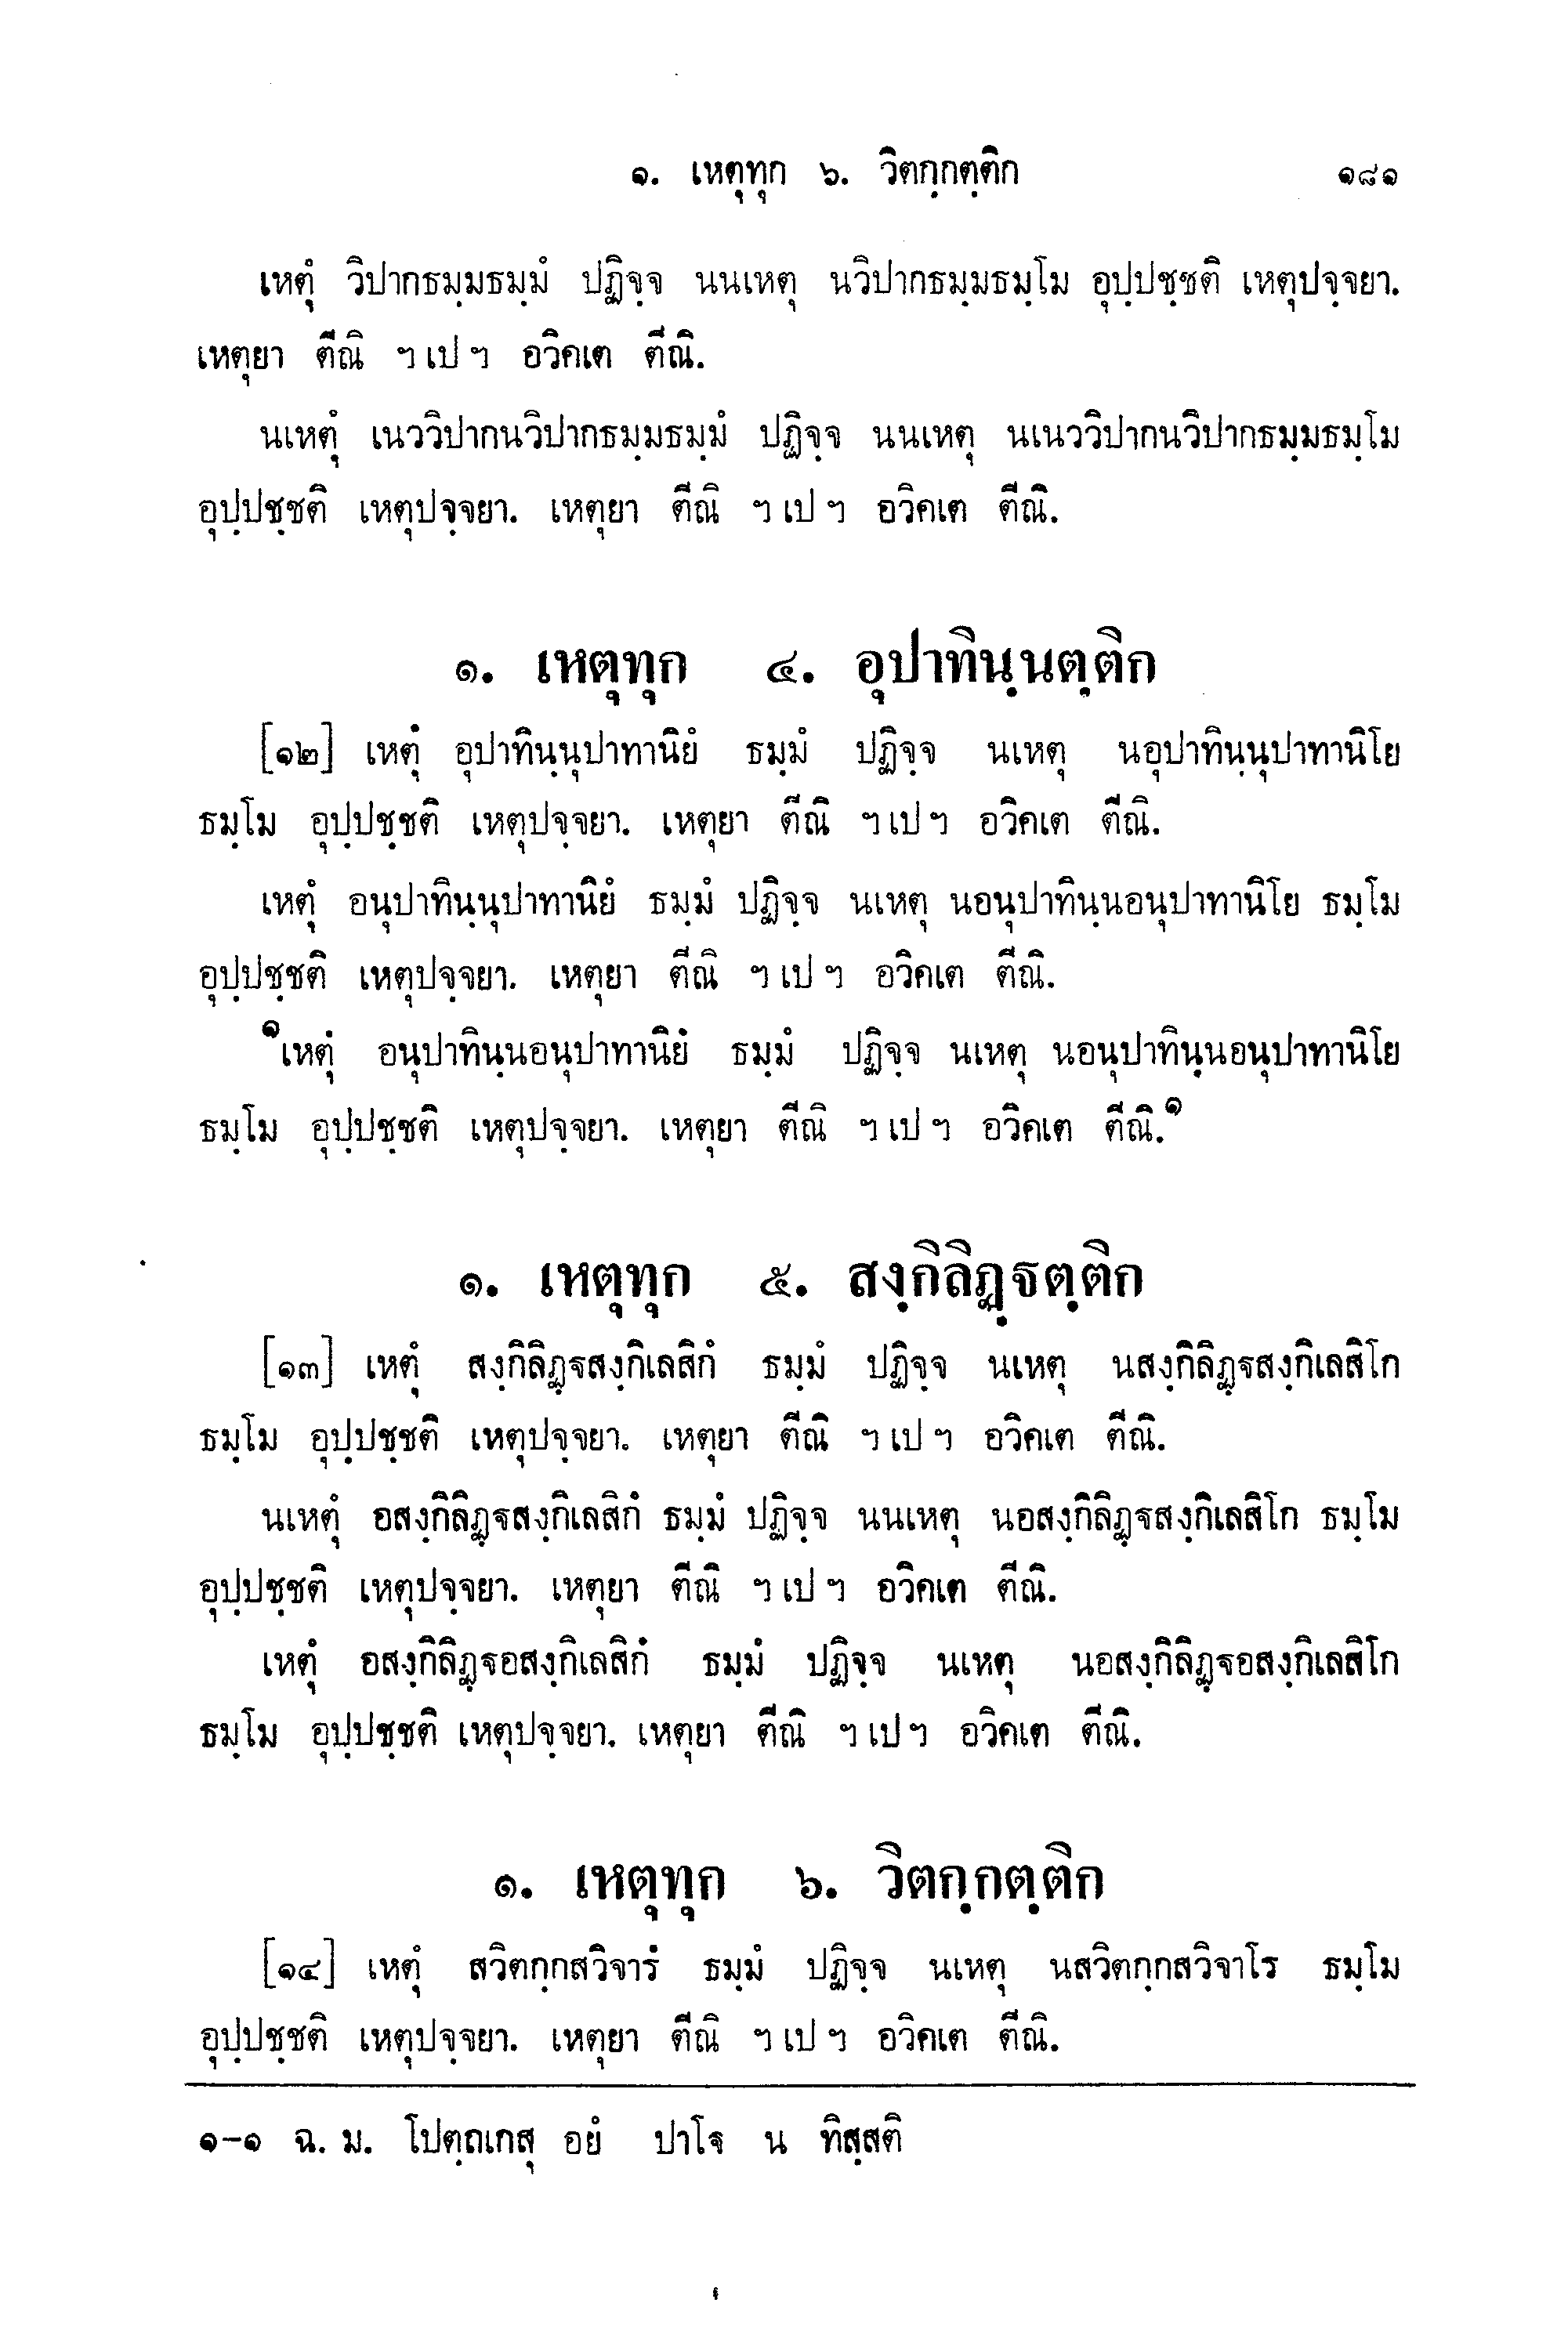 ๑. เหตุทุก ๖. วิตกฺกตฺติก ๑๘๑
เหตุํ วิปากธมฺมธมฺมํ ปฏิจฺจ นนเหตุ นวิปากธมฺมธมฺโม อุปฺปชฺชติ เหตุปจฺจยา.
เหตุยา ตีณิ ฯ เป ฯ อวิคเต ตีณิ.
นเหตุํ เนววิปากนวิปากธมฺมธมฺมํ ปฏิจฺจ นนเหตุ นเนววิปากนวิปากธมฺมธมฺโม
อุปฺปชฺชติ เหตุปจฺจยา. เหตุยา ตีณิ ฯ เป ฯ อวิคเต ตีณิ.
๑. เหตุทุก ๔. อุปาทินฺนตฺติก
[๑๒] เหตุํ อุปาทินฺนุปาทานิยํ ธมฺมํ ปฏิจฺจ นเหตุ นอุปาทินฺนุปาทานิโย
ธมฺโม อุปฺปชฺชติ เหตุปจฺจยา. เหตุยา ตีณิ ฯ เป ฯ อวิคเต ตีณิ.
เหตุํ อนุปาทินฺนุปาทานิยํ ธมฺมํ ปฏิจฺจ นเหตุ นอนุปาทินฺนอนุปาทานิโย ธมฺโม
อุปฺปชฺชติ เหตุปจฺจยา. เหตุยา ตีณิ ฯ เป ฯ อวิคเต ตีณิ.
๑เหตุํ อนุปาทินฺนอนุปาทานิยํ ธมฺมํ ปฏิจฺจ นเหตุ นอนุปาทินฺนอนุปาทานิโย
ธมฺโม อุปฺปชฺชติ เหตุปจฺจยา. เหตุยา ตีณิ ฯ เป ฯ อวิคเต ตีณิ.๑
๑. เหตุทุก ๕. สงฺกิลิฏฺฐตฺติก
[๑๓] เหตุํ สงฺกิลิฏฺฐสงฺกิเลสิกํ ธมฺมํ ปฏิจฺจ นเหตุ นสงฺกิลิฏฺฐสงฺกิเลสิโก
ธมฺโม อุปฺปชฺชติ เหตุปจฺจยา. เหตุยา ตีณิ ฯ เป ฯ อวิคเต ตีณิ.
นเหตุํ อสงฺกิลิฏฺฐสงฺกิเลสิกํ ธมฺมํ ปฏิจฺจ นนเหตุ นอสงฺกิลิฏฺฐสงฺกิเลสิโก ธมฺโม
อุปฺปชฺชติ เหตุปจฺจยา. เหตุยา ตีณิ ฯ เป ฯ อวิคเต ตีณิ.
เหตุํ อสงฺกิลิฏฺฐอสงฺกิเลสิกํ ธมฺมํ ปฏิจฺจ นเหตุ นอสงฺกิลิฏฺฐอสงฺกิเลสิโก
ธมฺโม อุปฺปชฺชติ เหตุปจฺจยา. เหตุยา ตีณิ ฯ เป ฯ อวิคเต ตีณิ.
๑. เหตุทุก ๖. วิตกฺกตฺติก
[๑๔] เหตุํ สวิตกฺกสวิจารํ ธมฺมํ ปฏิจฺจ นเหตุ นสวิตกฺกสวิจาโร ธมฺโม
อุปฺปชฺชติ เหตุปจฺจยา. เหตุยา ตีณิ ฯ เป ฯ อวิคเต ตีณิ.
๑-๑ ฉ. ม. โปตฺถเกสุ อยํ ปาโฐ น ทิสฺสติ